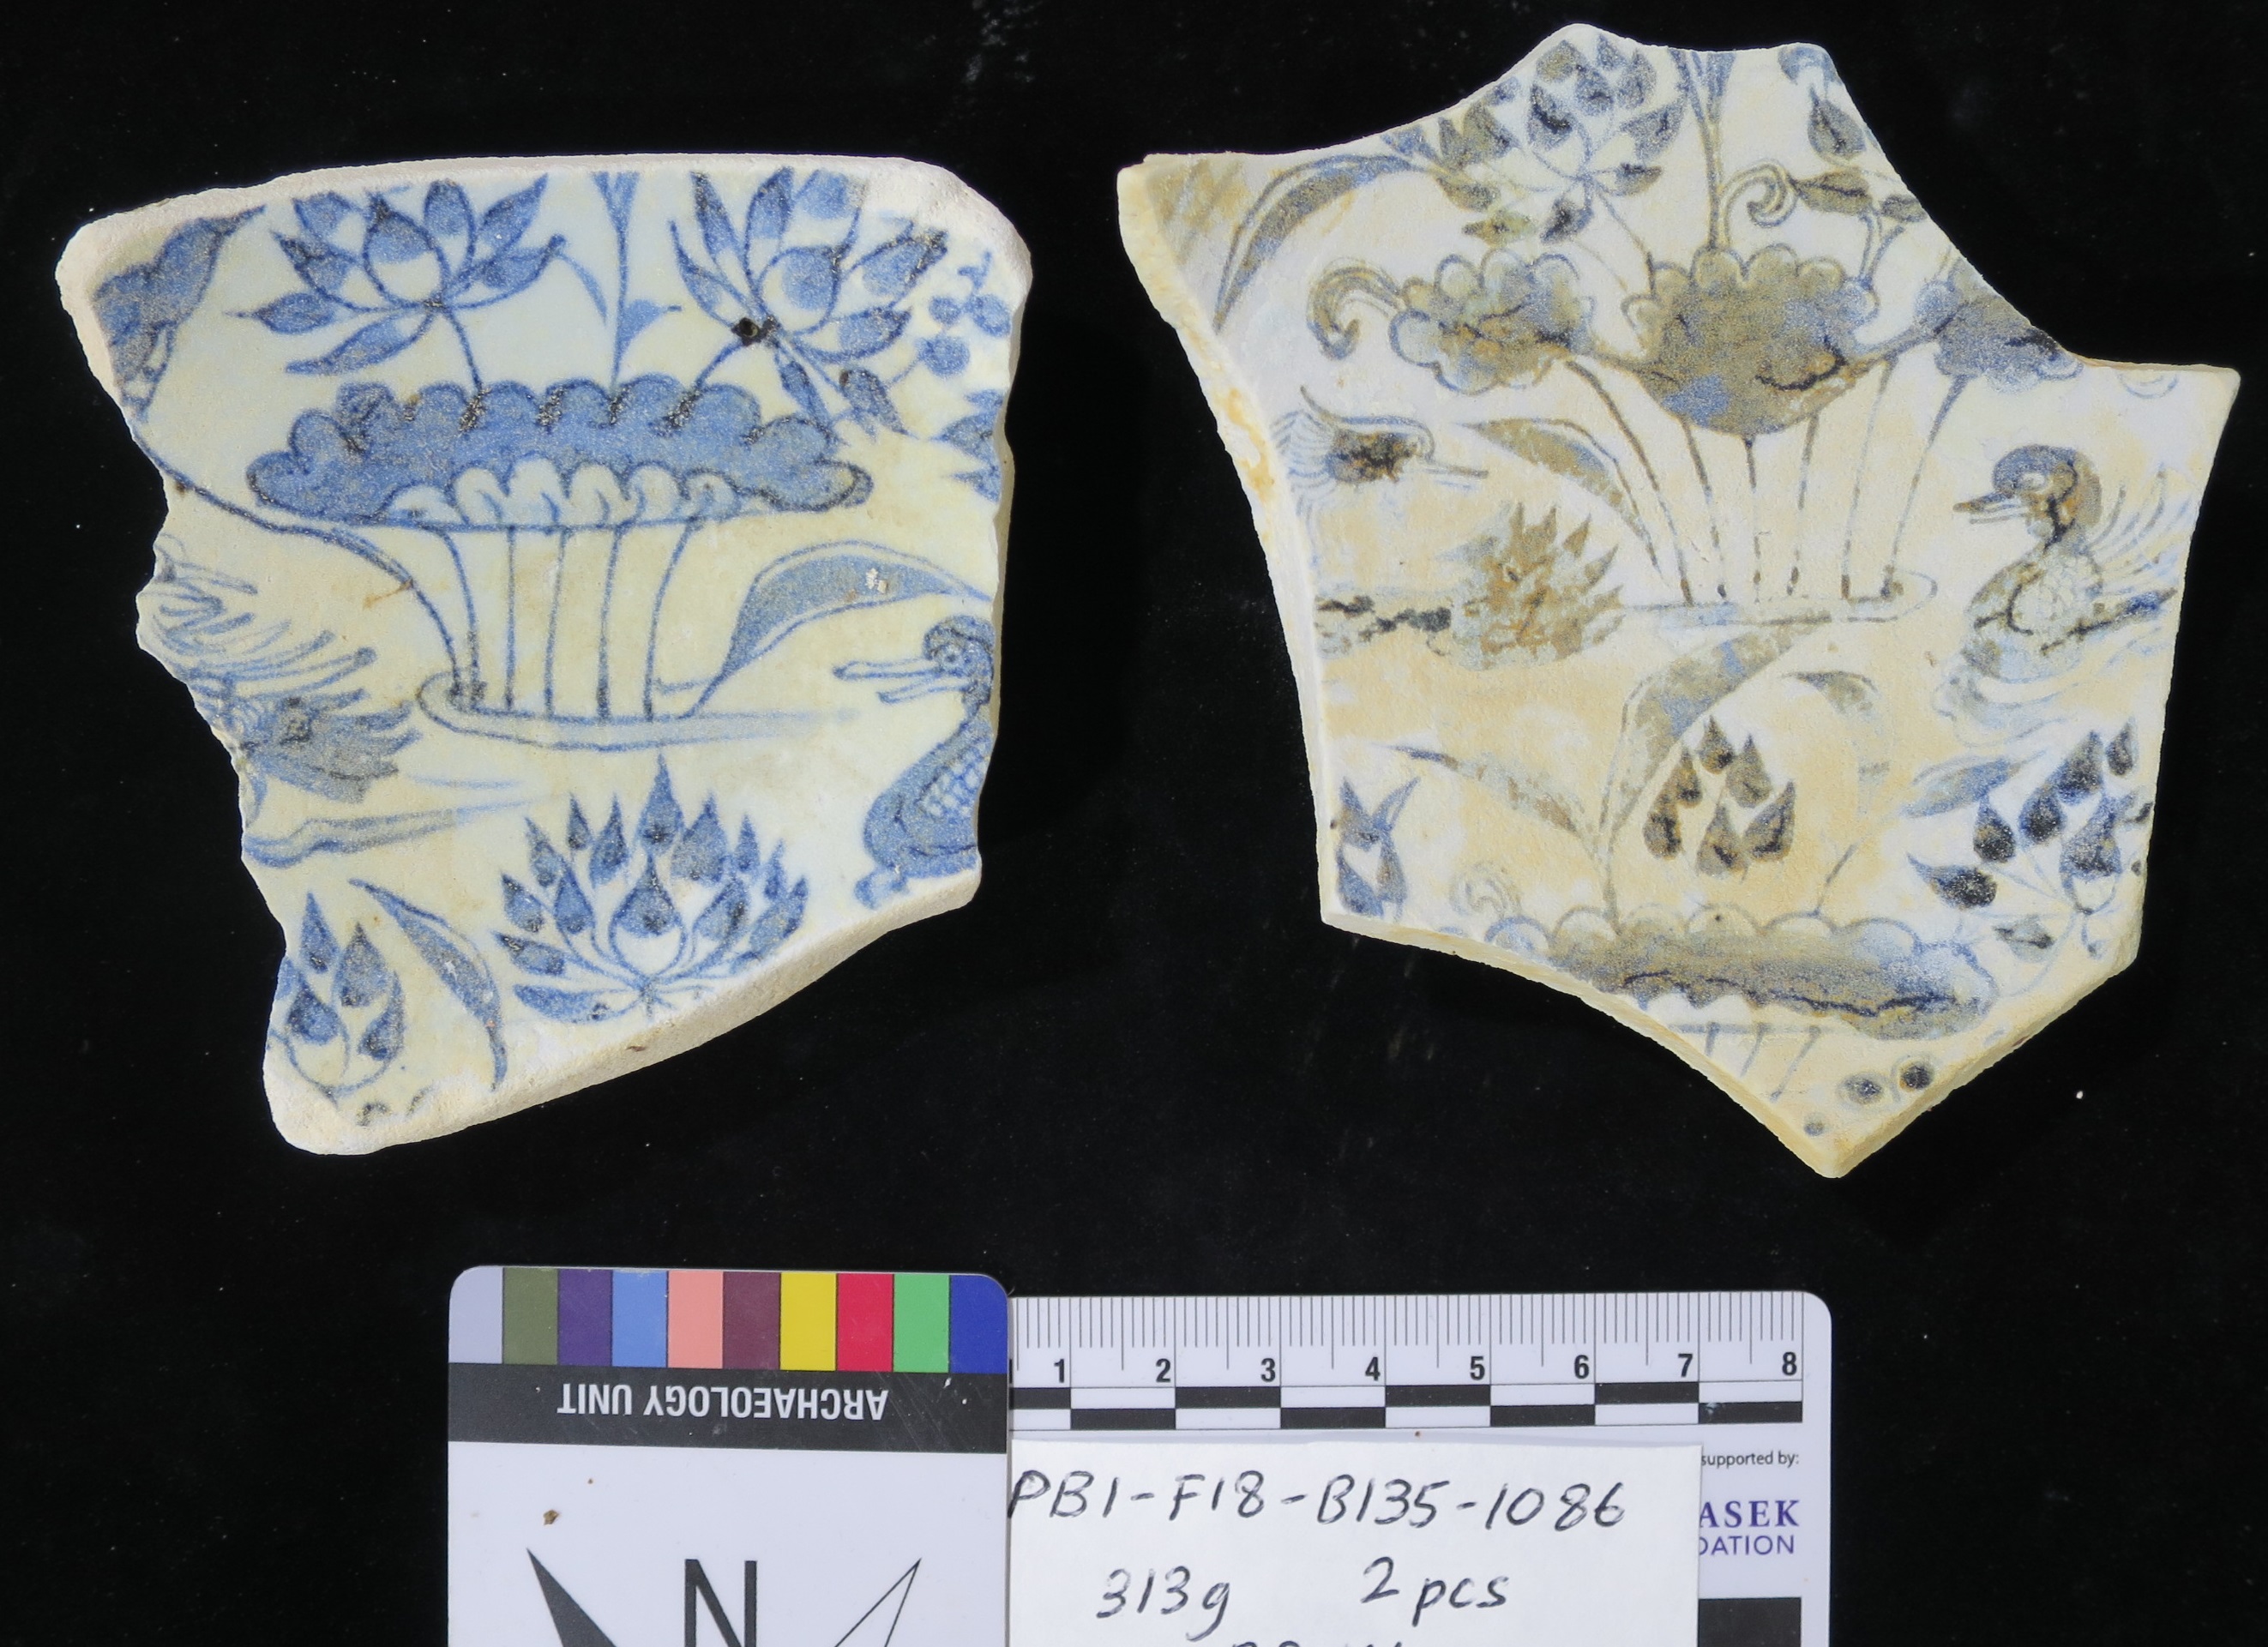 ARCHAEOLOGY UNIT
1 2 3 4 5 6 7 8
supported by:
ASEK
DATION
PB1-F18-B135-1086
313g 2pcs
N